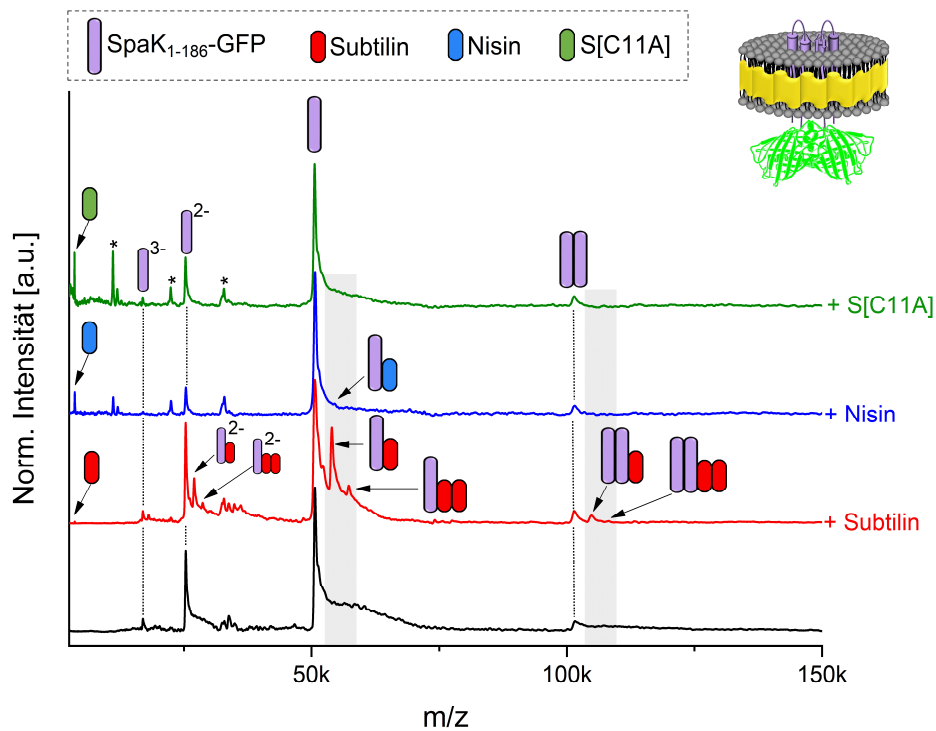 SpaK1-186-GFP Subtilin Nisin S[C11A]
Norm. Intensität [a.u.]
* 3- 2- * *
+ S[C11A]
+ Nisin
2- 2-
+ Subtilin
50k 100k 150k
m/z